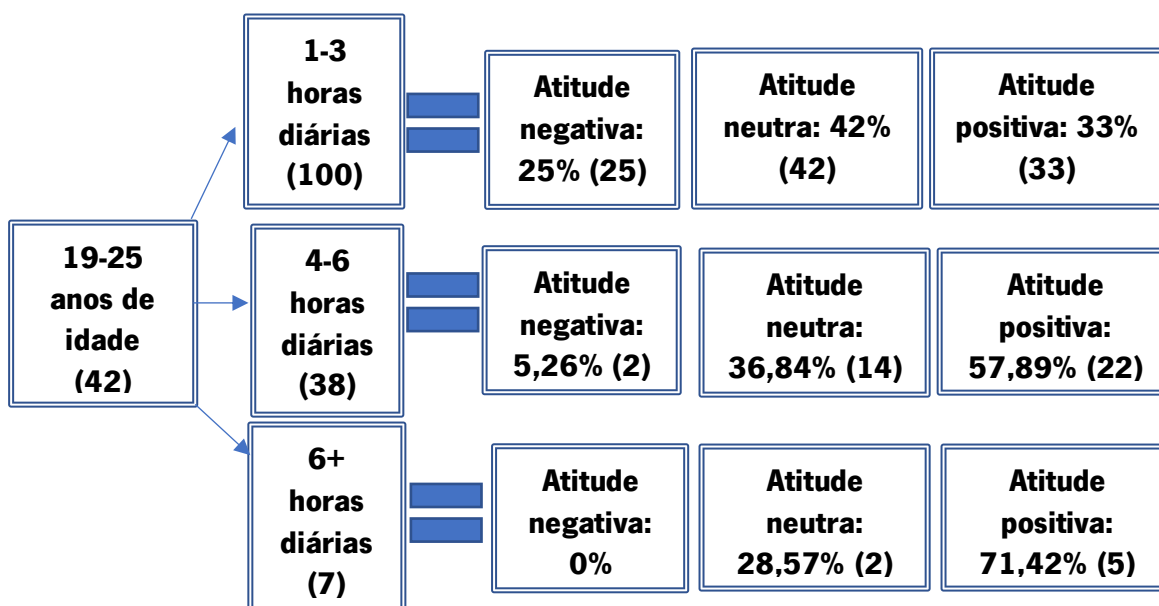 19-25
anos de
idade
(42)
1-3
horas
diárias
(100)
Atitude
negativa:
25% (25)
Atitude
neutra: 42%
(42)
Atitude
positiva: 33%
(33)
4-6
horas
diárias
(38)
Atitude
negativa:
5,26% (2)
Atitude
neutra:
36,84% (14)
Atitude
positiva:
57,89% (22)
6+
horas
diárias
(7)
Atitude
negativa:
0%
Atitude
neutra:
28,57% (2)
Atitude
positiva:
71,42% (5)